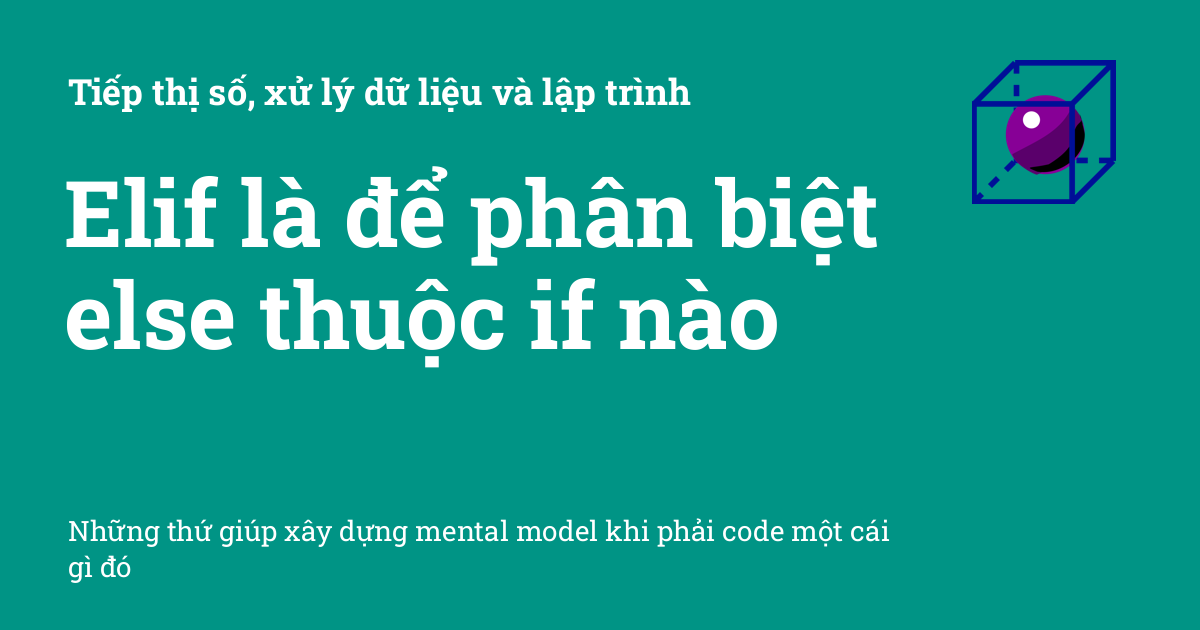 Tiếp thị số, xử lý dữ liệu và lập trình
Elif là để phân biệt
else thuộc if nào
Những thứ giúp xây dựng mental model khi phải code một cái
gì đó